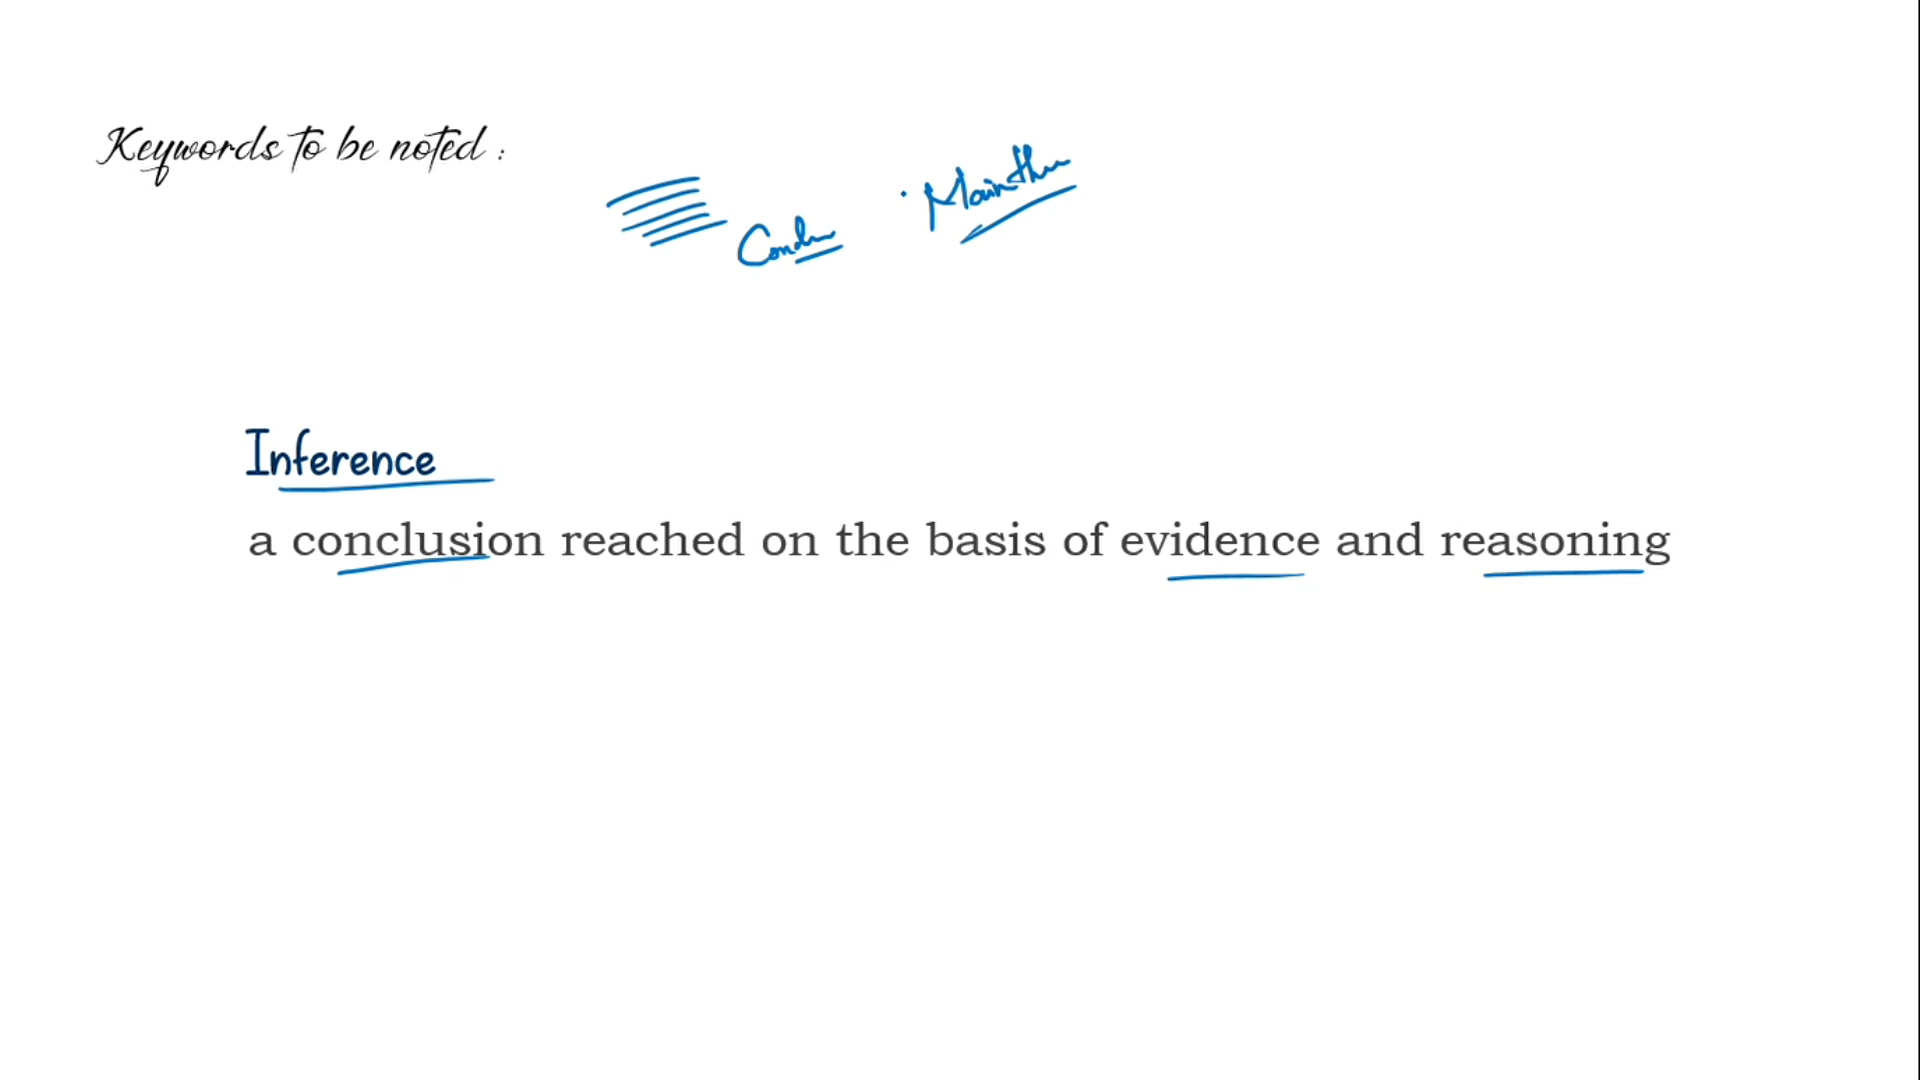 Keywords to be noted :
Inference
a conclusion reached on the basis of evidence and reasoning